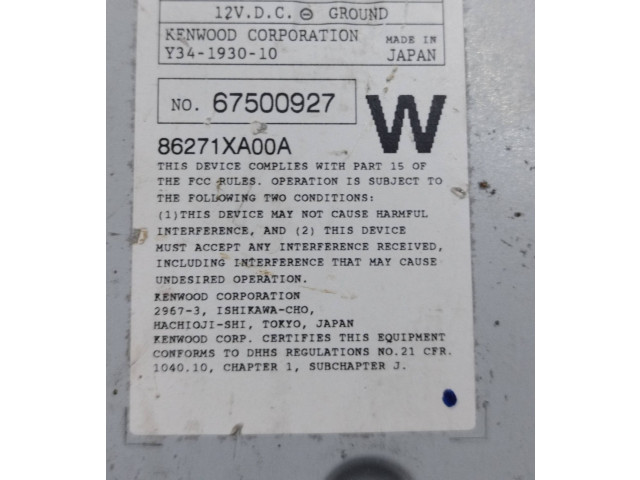 12V.D.C. ⊖ GROUND
KENWOOD CORPORATION MADE IN
Y34-1930-10 JAPAN
NO. 67500927 W
86271XA00A
THIS DEVICE COMPLIES WITH PART 15 OF
THE FCC RULES. OPERATION IS SUBJECT TO
THE FOLLOWING TWO CONDITIONS:
(1)THIS DEVICE MAY NOT CAUSE HARMFUL
INTERFERENCE, AND (2) THIS DEVICE
MUST ACCEPT ANY INTERFERENCE RECEIVED,
INCLUDING INTERFERENCE THAT MAY CAUSE
UNDESIRED OPERATION.
KENWOOD CORPORATION
2967-3, ISHIKAWA-CHO,
HACHIOJI-SHI, TOKYO, JAPAN
KENWOOD CORP. CERTIFIES THIS EQUIPMENT
CONFORMS TO DHHS REGULATIONS NO.21 CFR.
1040.10, CHAPTER 1, SUBCHAPTER J.